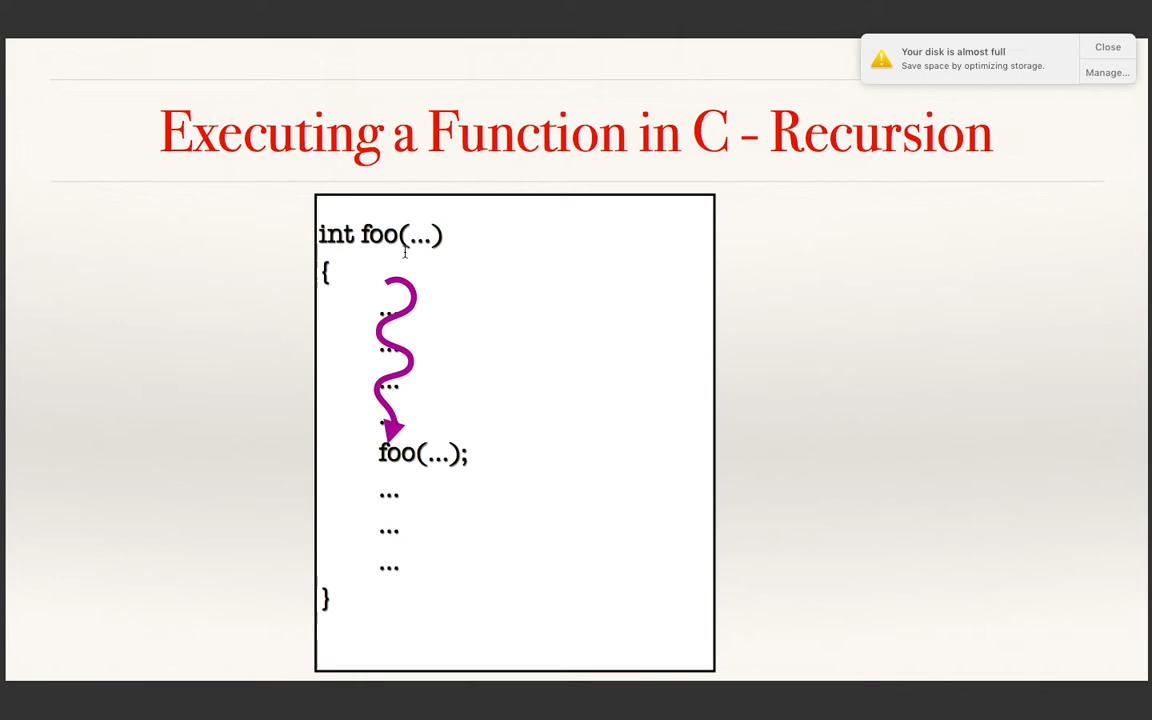 Your disk is almost full
Save space by optimizing storage.
Close
Manage...
Executing a Function in C - Recursion
int foo(...)
{
...
...
...
...
foo(...);
...
...
...
}